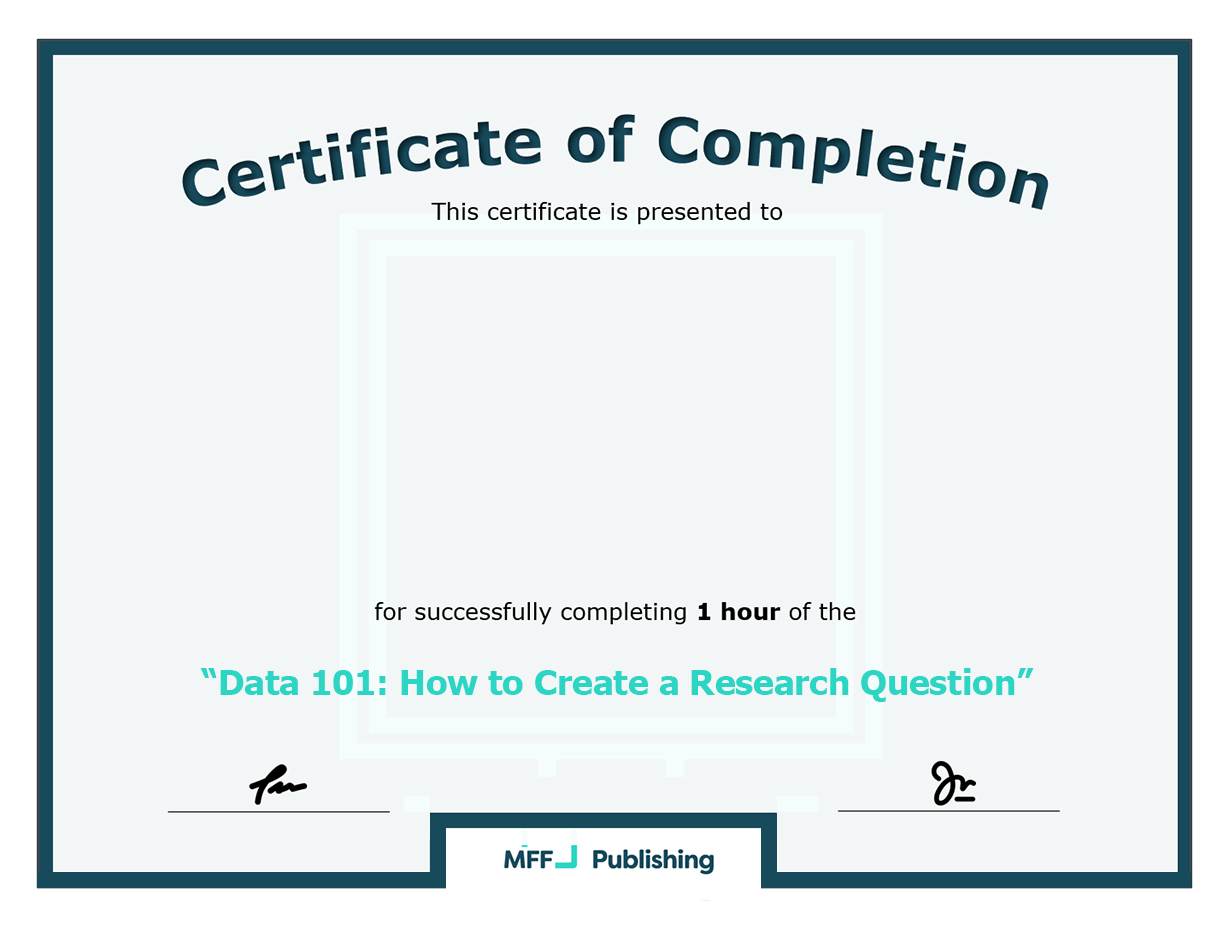 Certificate of Completion
This certificate is presented to
for successfully completing 1 hour of the
“Data 101: How to Create a Research Question”
MFF Publishing